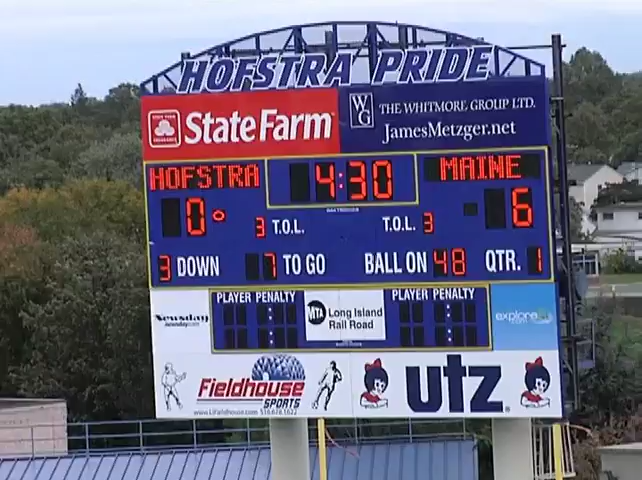 HOFSTRA PRIDE
State Farm
WG THE WHITMORE GROUP LTD.
JamesMetzger.net
HOFSTRA 4:30 MAINE
0 3 T.O.L. T.O.L. 3 6
3 DOWN 7 TO GO BALL ON 48 QTR. 1
PLAYER PENALTY PLAYER PENALTY
Newsday
newsday.com
MTA Long Island
Rail Road
explore
Fieldhouse
SPORTS
utz